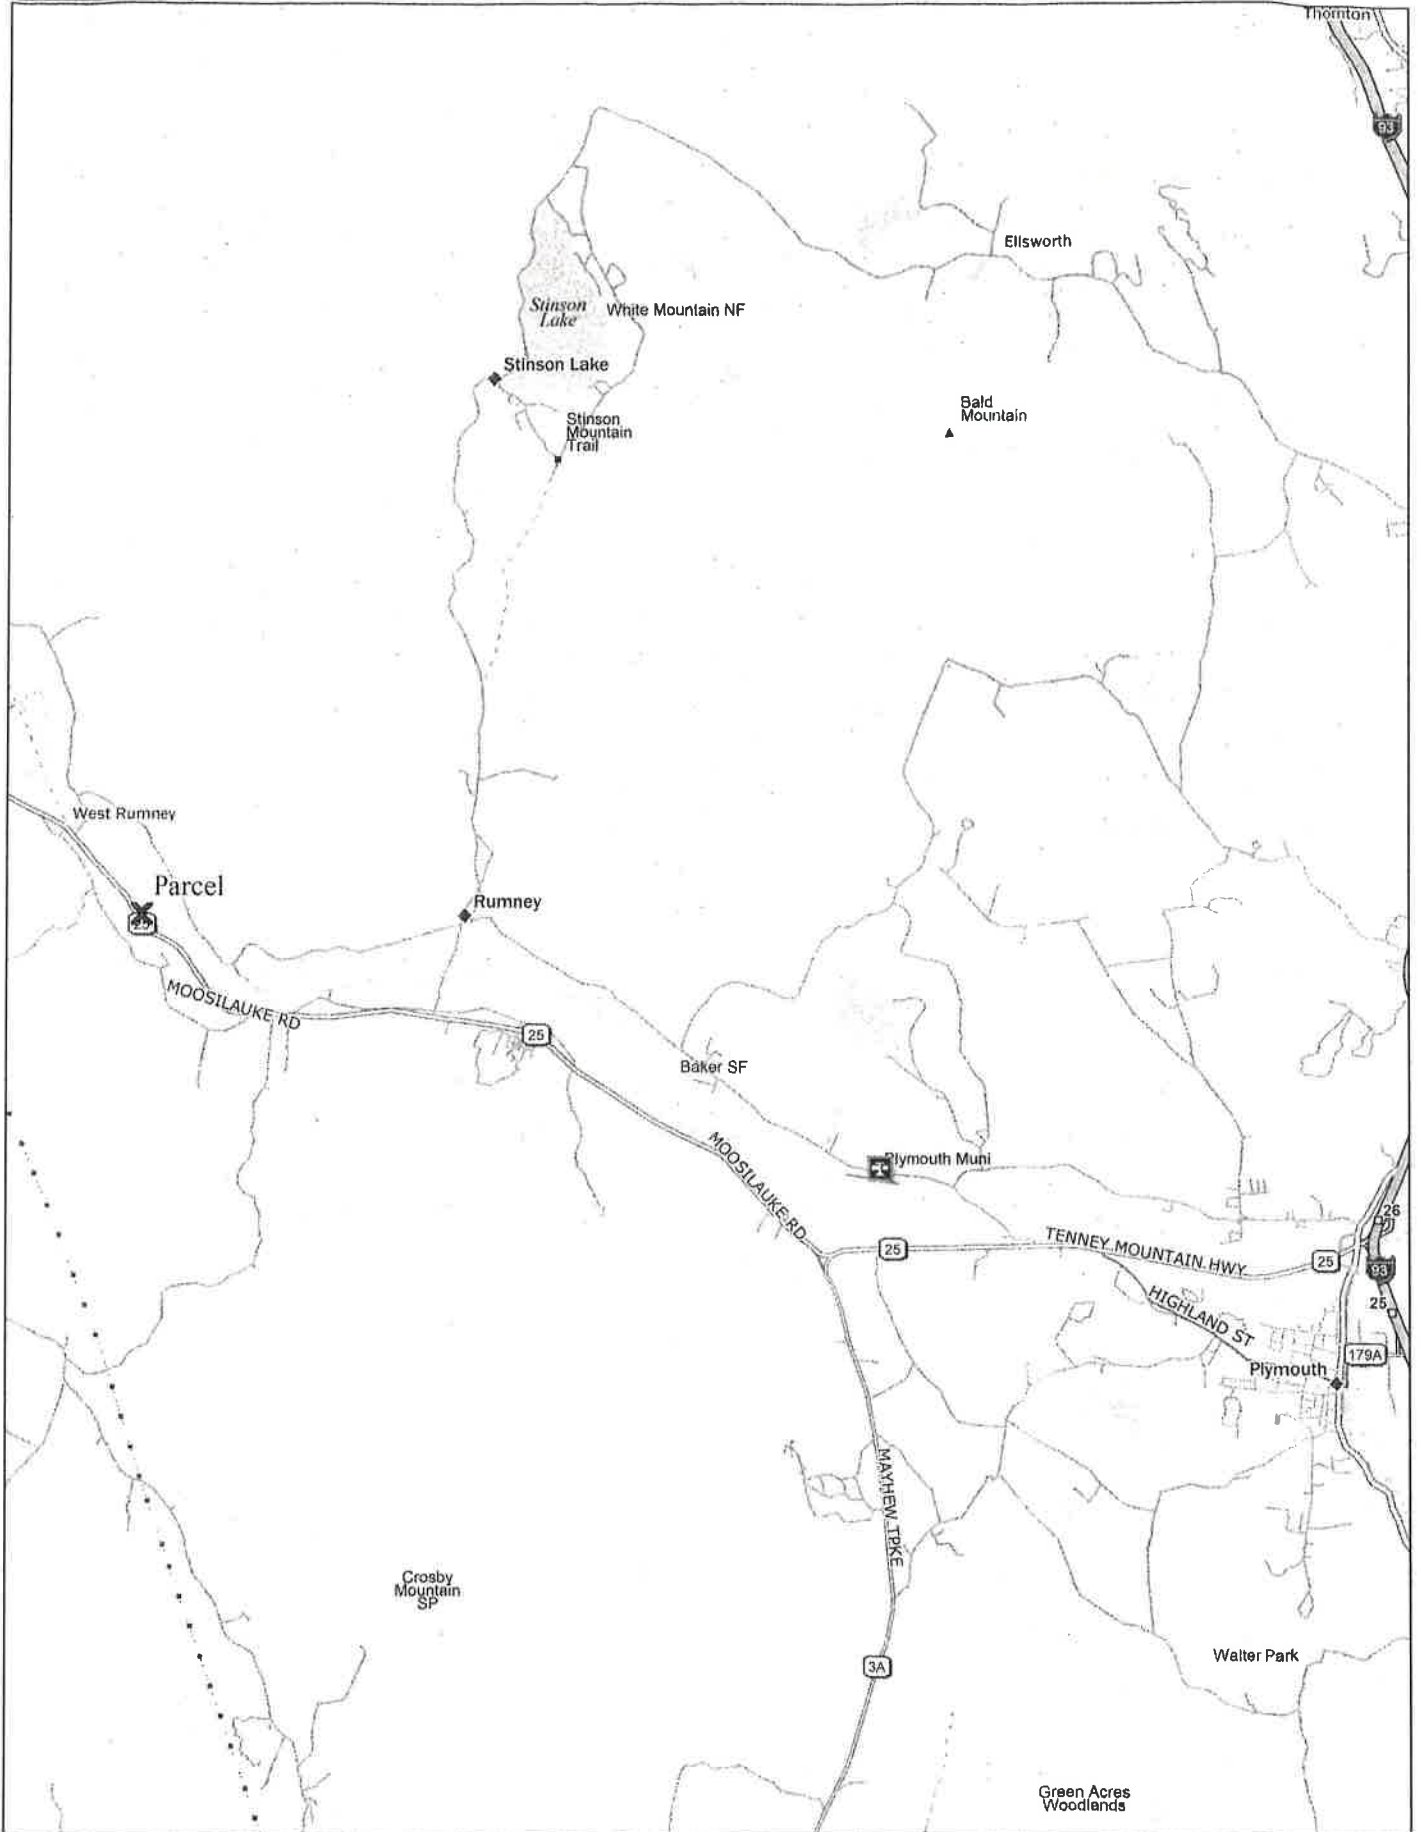 Thornton
93
Ellsworth
Stinson
Lake
White Mountain NF
Stinson Lake
Bald
Mountain
Stinson
Mountain
Trail
West Rumney
Parcel
25
Rumney
MOOSILAUKE RD
25
Baker SF
MOOSILAUKE RD
Plymouth Muni
26
25
TENNEY MOUNTAIN HWY
25
93
HIGHLAND ST
25
179A
Plymouth
MAYHEW TPKE
Crosby
Mountain
SP
Walter Park
3A
Green Acres
Woodlands